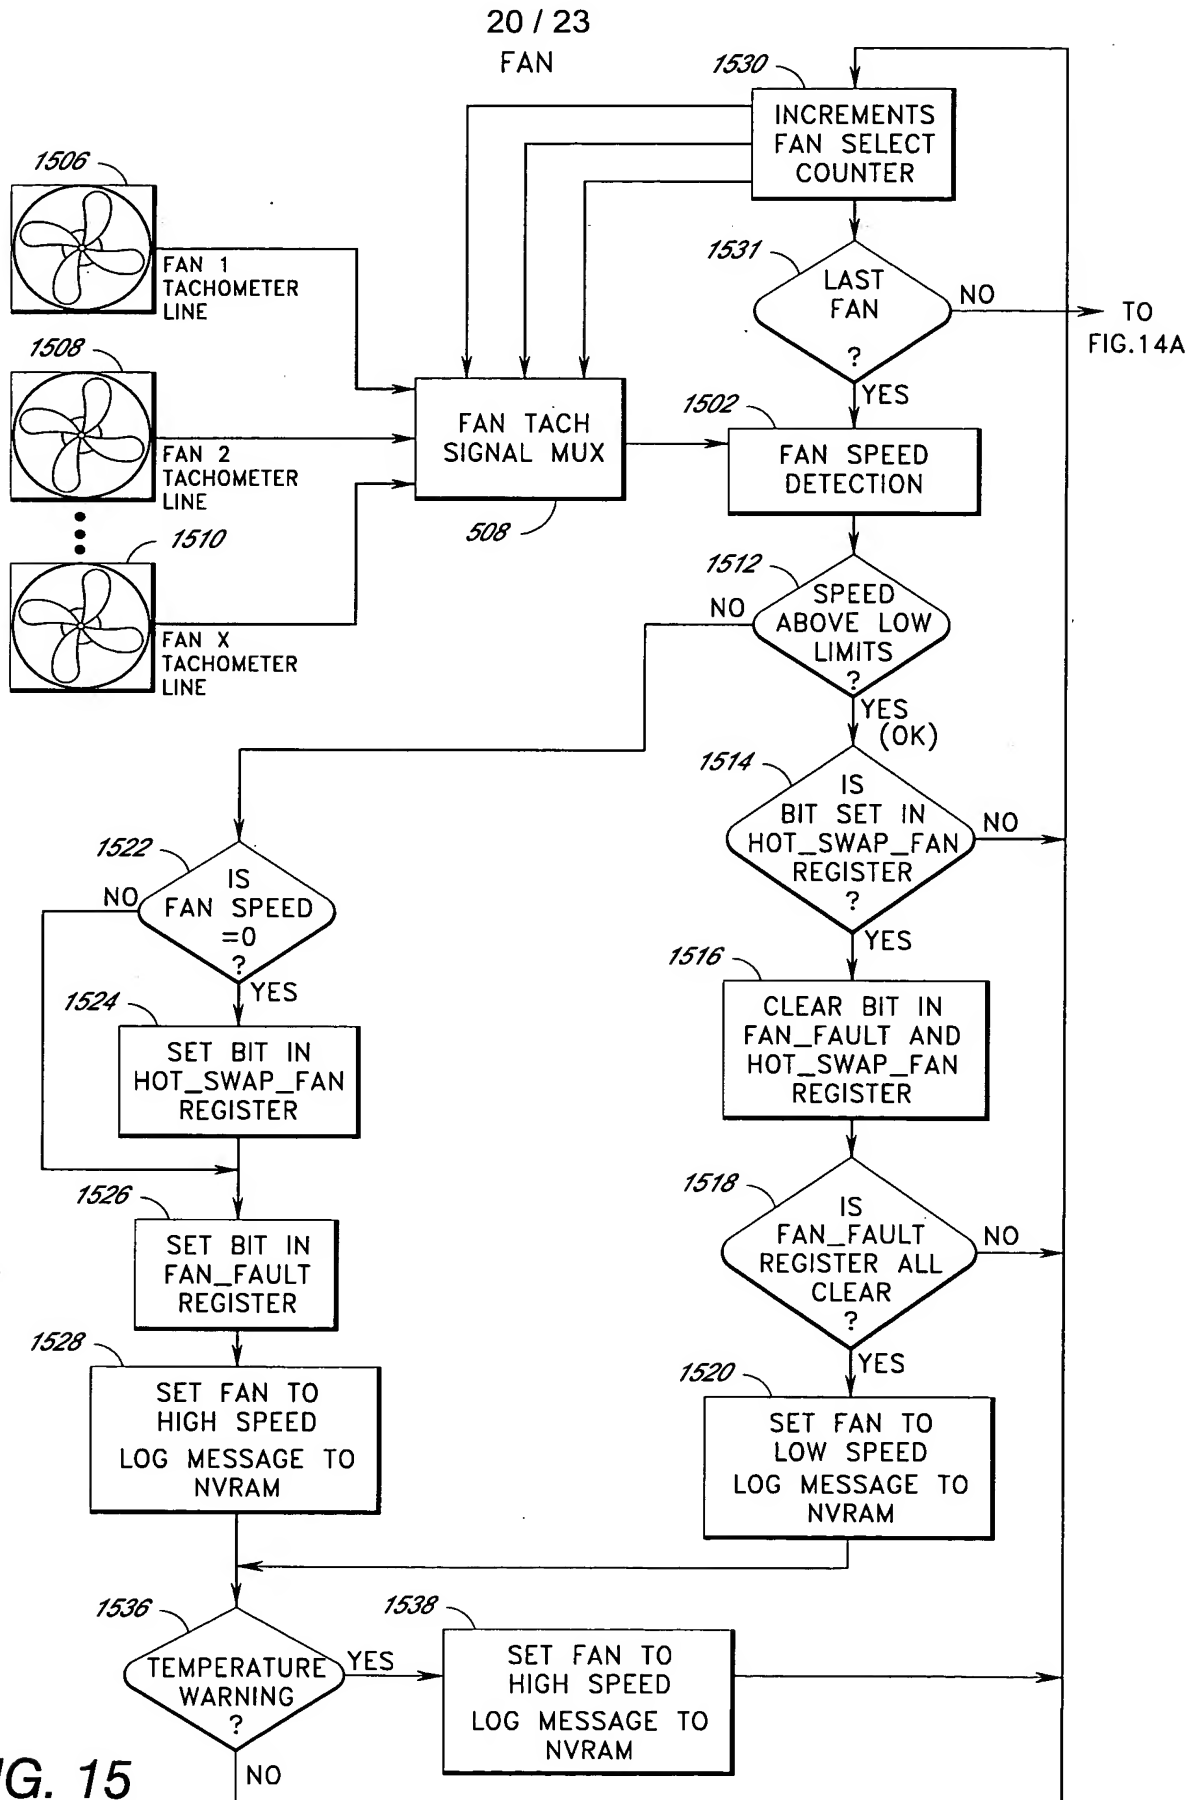 20 / 23
FAN
1530
INCREMENTS
FAN SELECT
COUNTER
1506
FAN 1
TACHOMETER
LINE
1531
LAST
FAN
?
NO
TO
FIG.14A
YES
1508
FAN 2
TACHOMETER
LINE
FAN TACH
SIGNAL MUX
508
1502
FAN SPEED
DETECTION
1510
FAN X
TACHOMETER
LINE
1512
SPEED
ABOVE LOW
LIMITS
?
NO
YES
(OK)
1514
IS
BIT SET IN
HOT_SWAP_FAN
REGISTER
?
NO
YES
1522
IS
FAN SPEED
=0
?
NO
YES
1516
CLEAR BIT IN
FAN_FAULT AND
HOT_SWAP_FAN
REGISTER
1524
SET BIT IN
HOT_SWAP_FAN
REGISTER
1518
IS
FAN_FAULT
REGISTER ALL
CLEAR
?
NO
YES
1526
SET BIT IN
FAN_FAULT
REGISTER
1528
SET FAN TO
HIGH SPEED
LOG MESSAGE TO
NVRAM
1520
SET FAN TO
LOW SPEED
LOG MESSAGE TO
NVRAM
1536
TEMPERATURE
WARNING
?
YES
NO
1538
SET FAN TO
HIGH SPEED
LOG MESSAGE TO
NVRAM
IG. 15